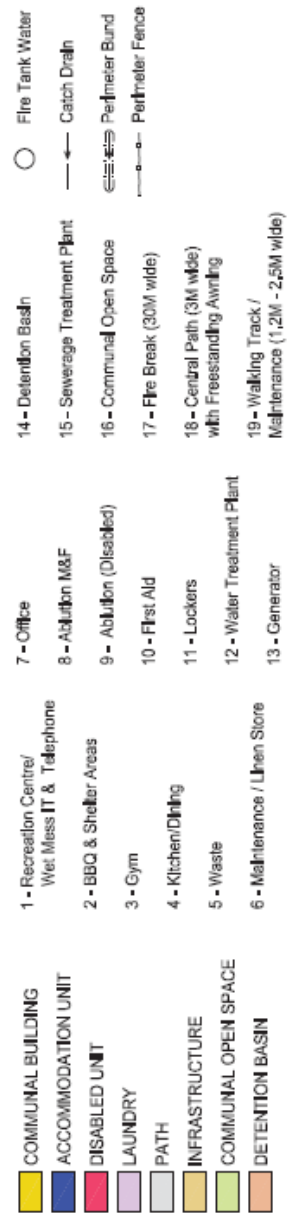 COMMUNAL BUILDING
ACCOMMODATION UNIT
DISABLED UNIT
LAUNDRY
PATH
INFRASTRUCTURE
COMMUNAL OPEN SPACE
DETENTION BASIN
1 - Recreation Centre/
Wet Mess IT & Telephone
2 - BBQ & Shelter Areas
3 - Gym
4 - Kitchen/Dining
5 - Waste
6 - Maintenance / Linen Store
7 - Office
8 - Ablution M&F
9 - Ablution (Disabled)
10 - First Aid
11 - Lockers
12 - Water Treatment Plant
13 - Generator
14 - Detention Basin
15 - Sewerage Treatment Plant
16 - Communal Open Space
17 - Fire Break (30M wide)
18 - Central Path (3M wide)
with Freestanding Awning
19 - Walking Track /
Maintenance (1.2M - 2.5M wide)
Fire Tank Water
Catch Drain
Perimeter Bund
Perimeter Fence